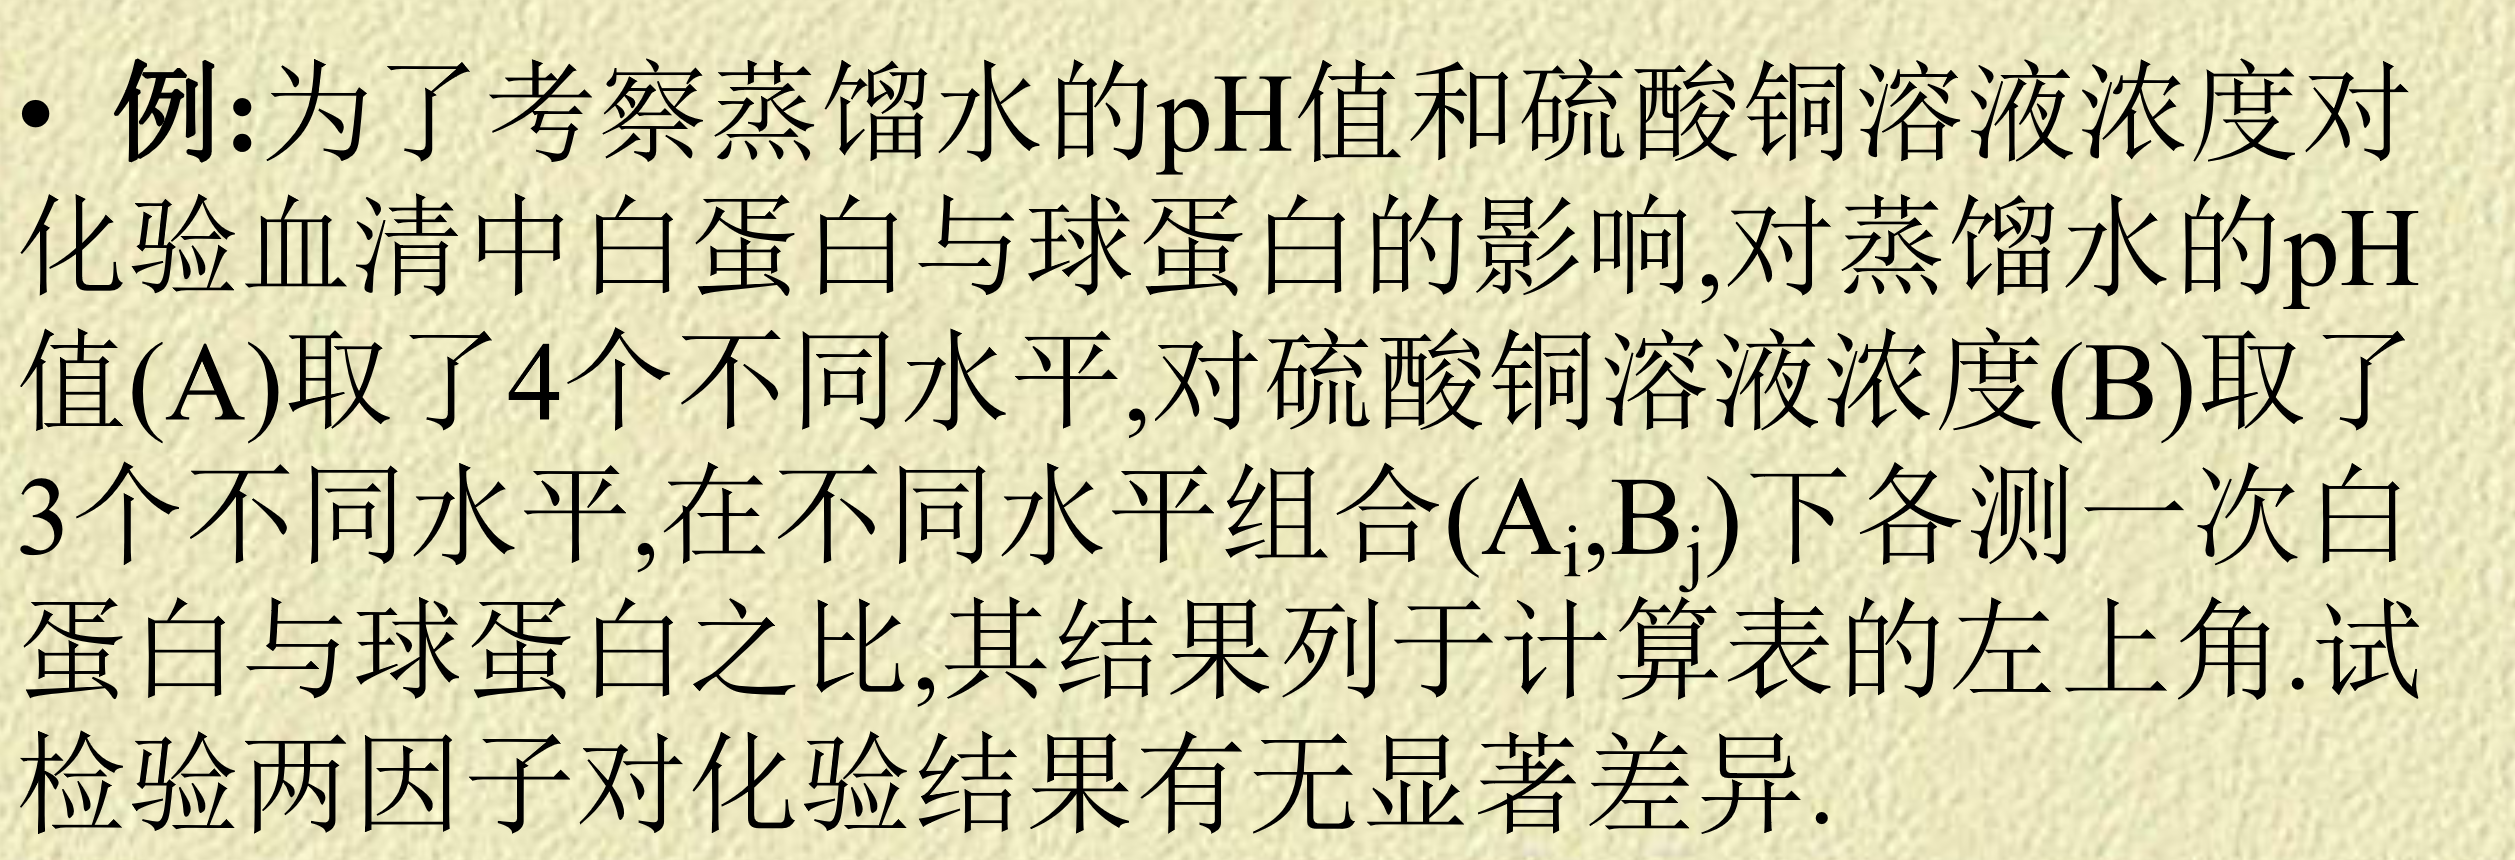 • 例:为了考察蒸馏水的pH值和硫酸铜溶液浓度对
化验血清中白蛋白与球蛋白的影响,对蒸馏水的pH
值(A)取了4个不同水平,对硫酸铜溶液浓度(B)取了
3个不同水平,在不同水平组合(Ai,Bj)下各测一次白
蛋白与球蛋白之比,其结果列于计算表的左上角.试
检验两因子对化验结果有无显著差异.